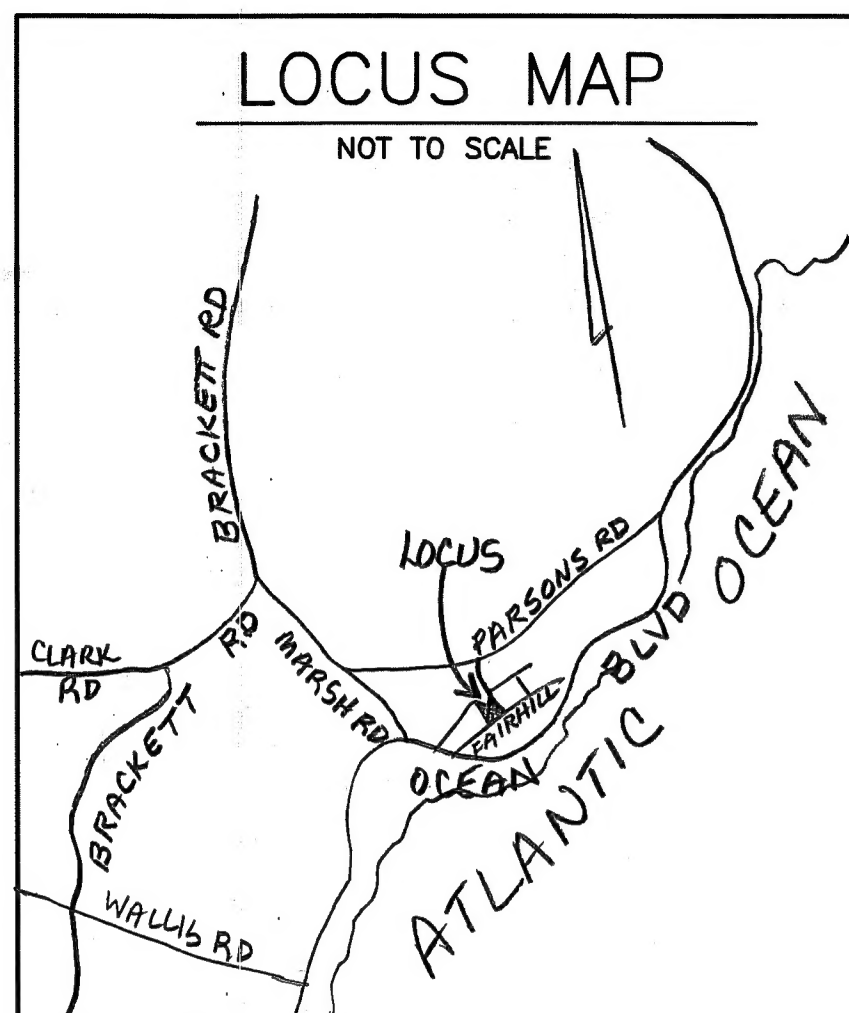 LOCUS MAP
NOT TO SCALE
BRACKETT RD
LOCUS
PARSONS RD
CLARK
RD
BRACKETT
RD
MARSH RD
FAIRHILL
OCEAN
BLVD
ATLANTIC
OCEAN
WALLIS RD